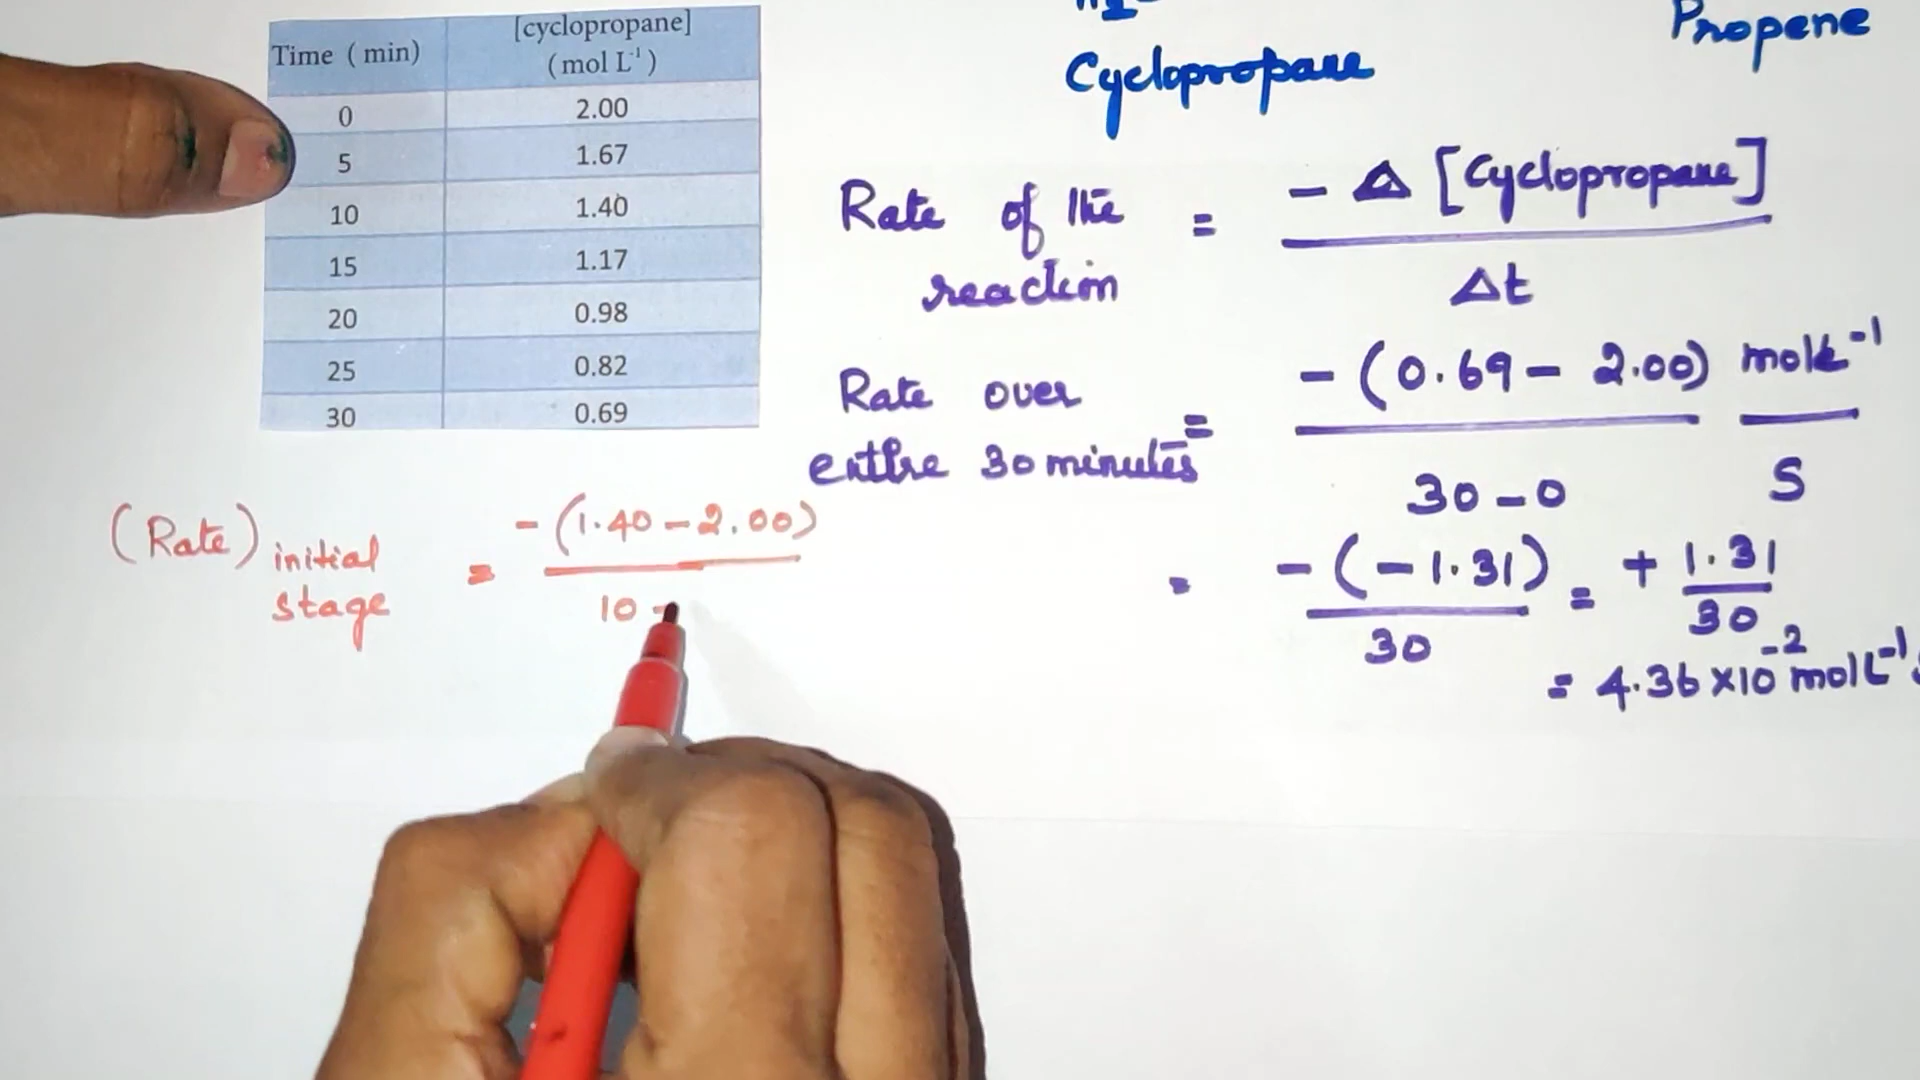 Time (min) [cyclopropane] (mol L⁻¹)
0 2.00
5 1.67
10 1.40
15 1.17
20 0.98
25 0.82
30 0.69
Cyclopropane
Propene
Rate of the reaction = - Δ [Cyclopropane] / Δt
Rate over entire 30 minutes = - (0.69 - 2.00) / 30 - 0 molL⁻¹ / S
= - (-1.31) / 30 = + 1.31 / 30
= 4.36 × 10⁻² mol L⁻¹
(Rate) initial stage = - (1.40 - 2.00) / 10 -